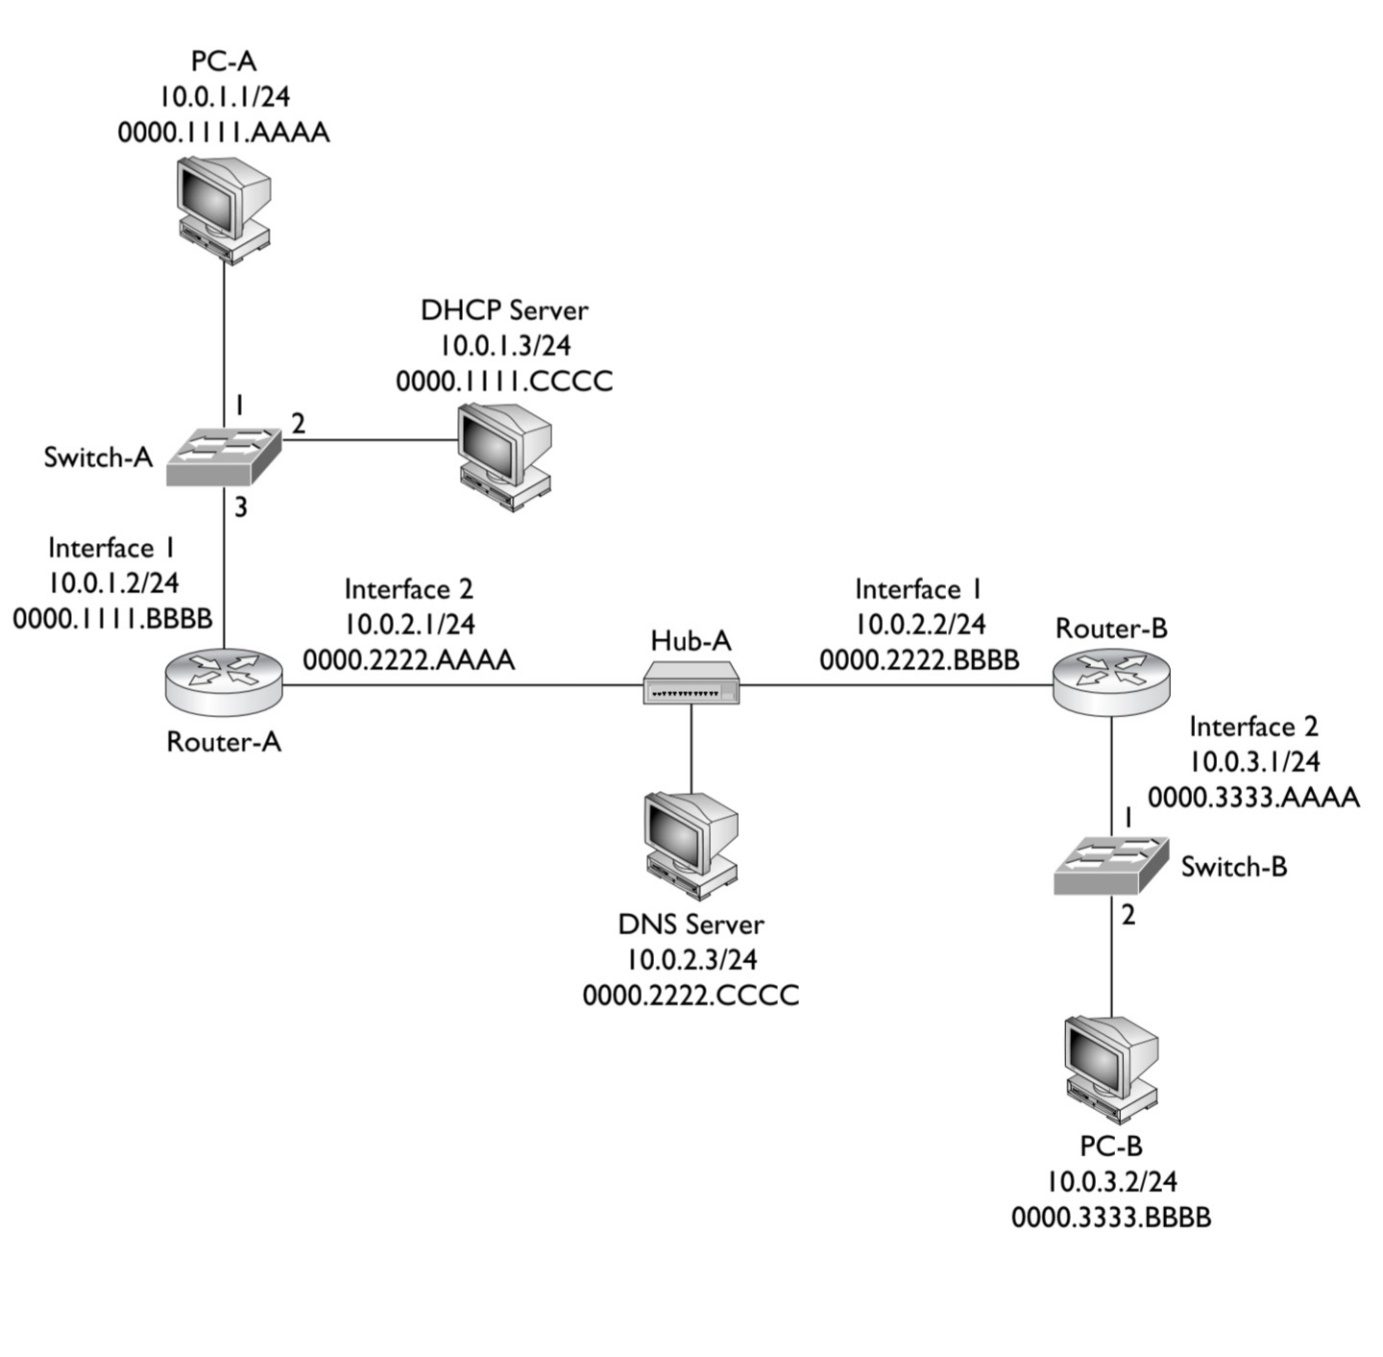 PC-A
10.0.1.1/24
0000.1111.AAAA
DHCP Server
10.0.1.3/24
0000.1111.CCCC
1
2
Switch-A
3
Interface 1
10.0.1.2/24
0000.1111.BBBB
Interface 2
10.0.2.1/24
0000.2222.AAAA
Hub-A
Interface 1
10.0.2.2/24
0000.2222.BBBB
Router-B
Router-A
Interface 2
10.0.3.1/24
0000.3333.AAAA
1
Switch-B
2
DNS Server
10.0.2.3/24
0000.2222.CCCC
PC-B
10.0.3.2/24
0000.3333.BBBB